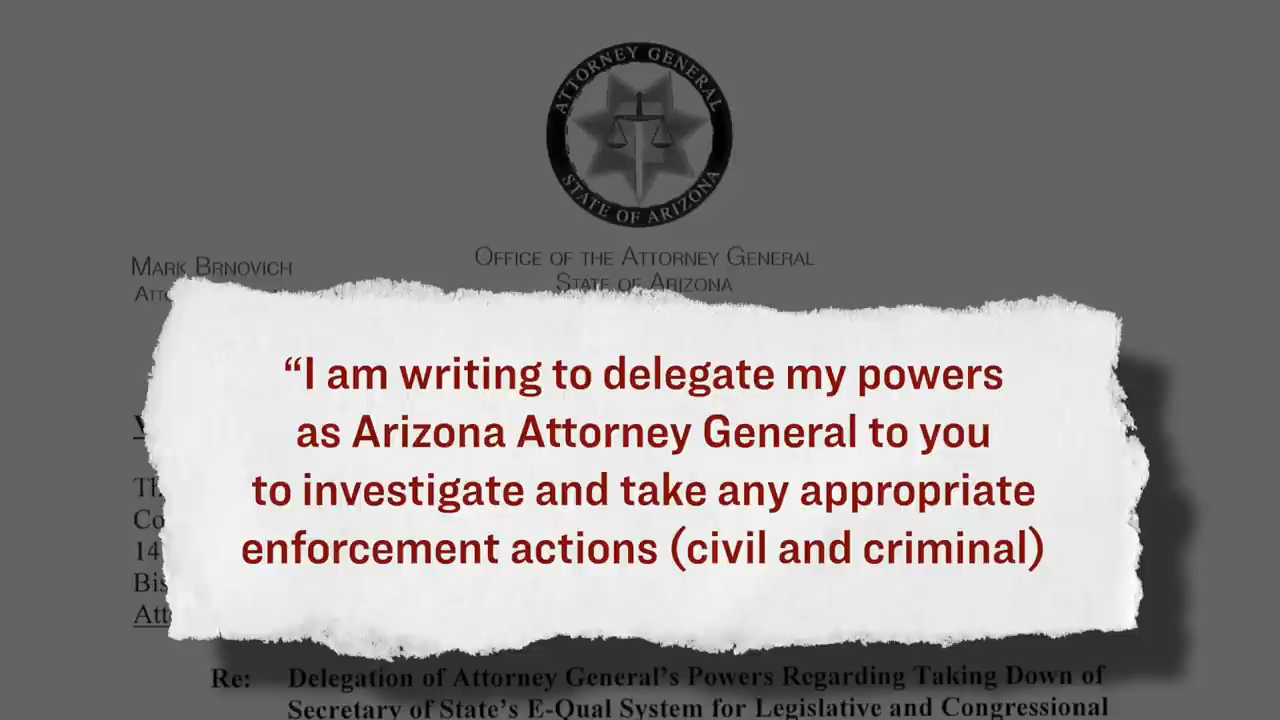 ATTORNEY GENERAL
STATE OF ARIZONA
MARK BRNOVICH
OFFICE OF THE ATTORNEY GENERAL
STATE OF ARIZONA
“I am writing to delegate my powers
as Arizona Attorney General to you
to investigate and take any appropriate
enforcement actions (civil and criminal)
Re: Delegation of Attorney General’s Powers Regarding Taking Down of
Secretary of State’s E-Qual System for Legislative and Congressional